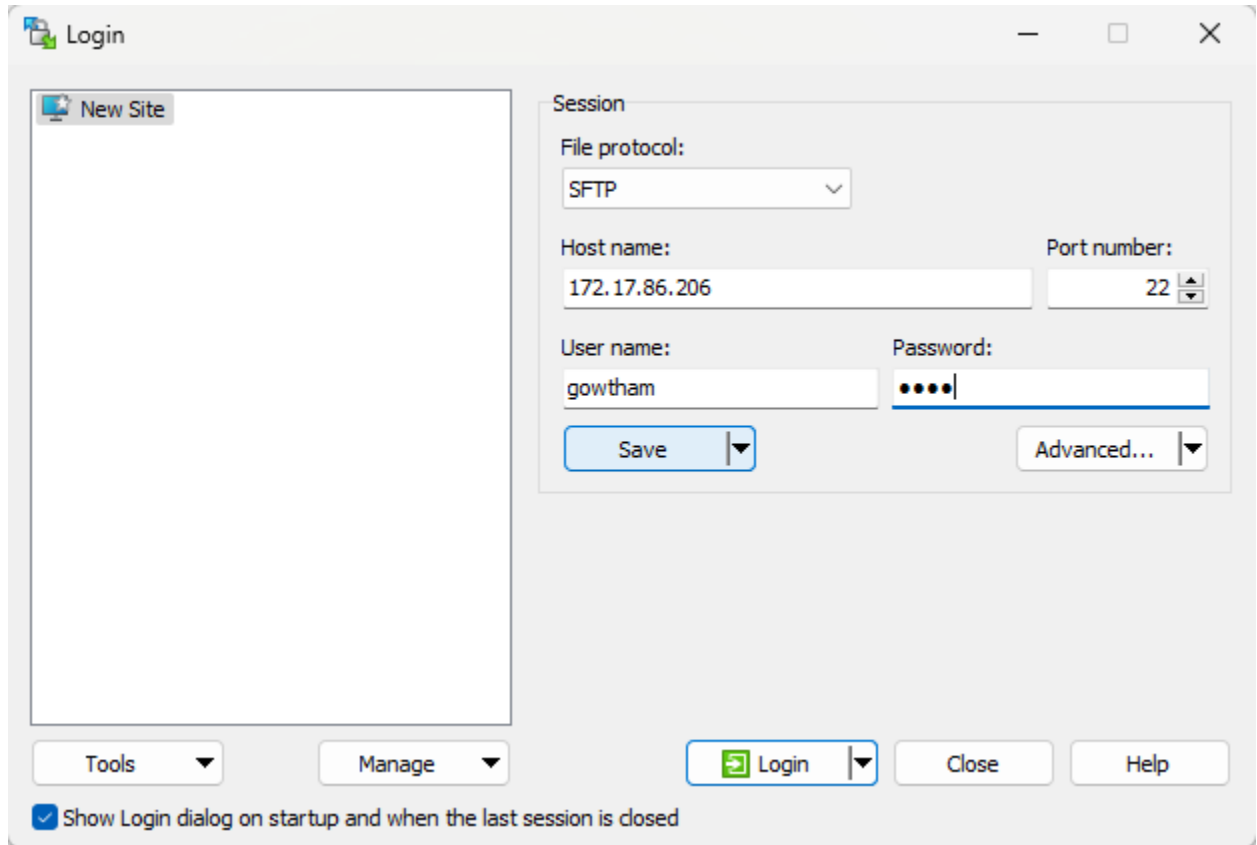 Login
New Site
Session
File protocol:
SFTP
Host name:
Port number:
172.17.86.206
22
User name:
Password:
gowtham
••••
Save
Advanced...
Tools
Manage
Login
Close
Help
Show Login dialog on startup and when the last session is closed